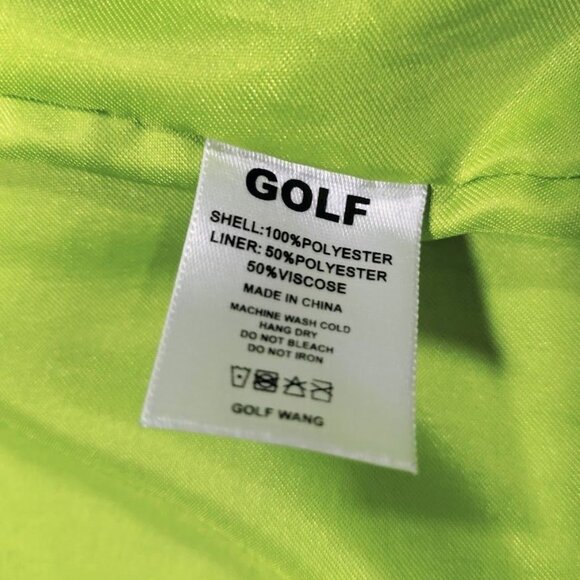 GOLF
SHELL:100%POLYESTER
LINER: 50%POLYESTER
50%VISCOSE
MADE IN CHINA
MACHINE WASH COLD
HANG DRY
DO NOT BLEACH
DO NOT IRON
GOLF WANG